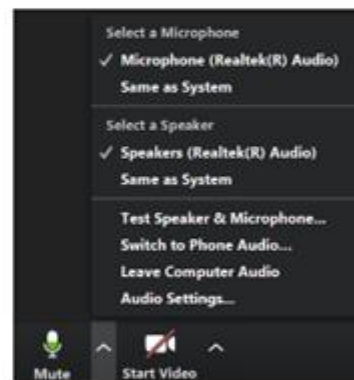 Select a Microphone
✓ Microphone (Realtek(R) Audio)
Same as System
Select a Speaker
✓ Speakers (Realtek(R) Audio)
Same as System
Test Speaker & Microphone...
Switch to Phone Audio...
Leave Computer Audio
Audio Settings...
Mute Start Video